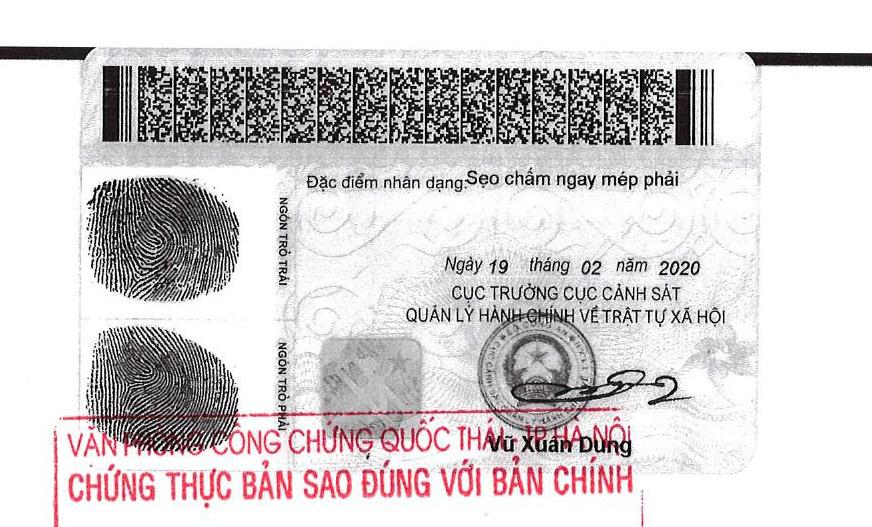 Đặc điểm nhân dạng: Sẹo chấm ngay mép phải
NGÓN TRỎ TRÁI
Ngày 19 tháng 02 năm 2020
CỤC TRƯỞNG CỤC CẢNH SÁT
QUẢN LÝ HÀNH CHÍNH VỀ TRẬT TỰ XÃ HỘI
NGÓN TRỎ PHẢI
Vũ Xuân Dung
VĂN PHÒNG CÔNG CHỨNG QUỐC THÁI, TP HÀ NỘI
CHỨNG THỰC BẢN SAO ĐÚNG VỚI BẢN CHÍNH